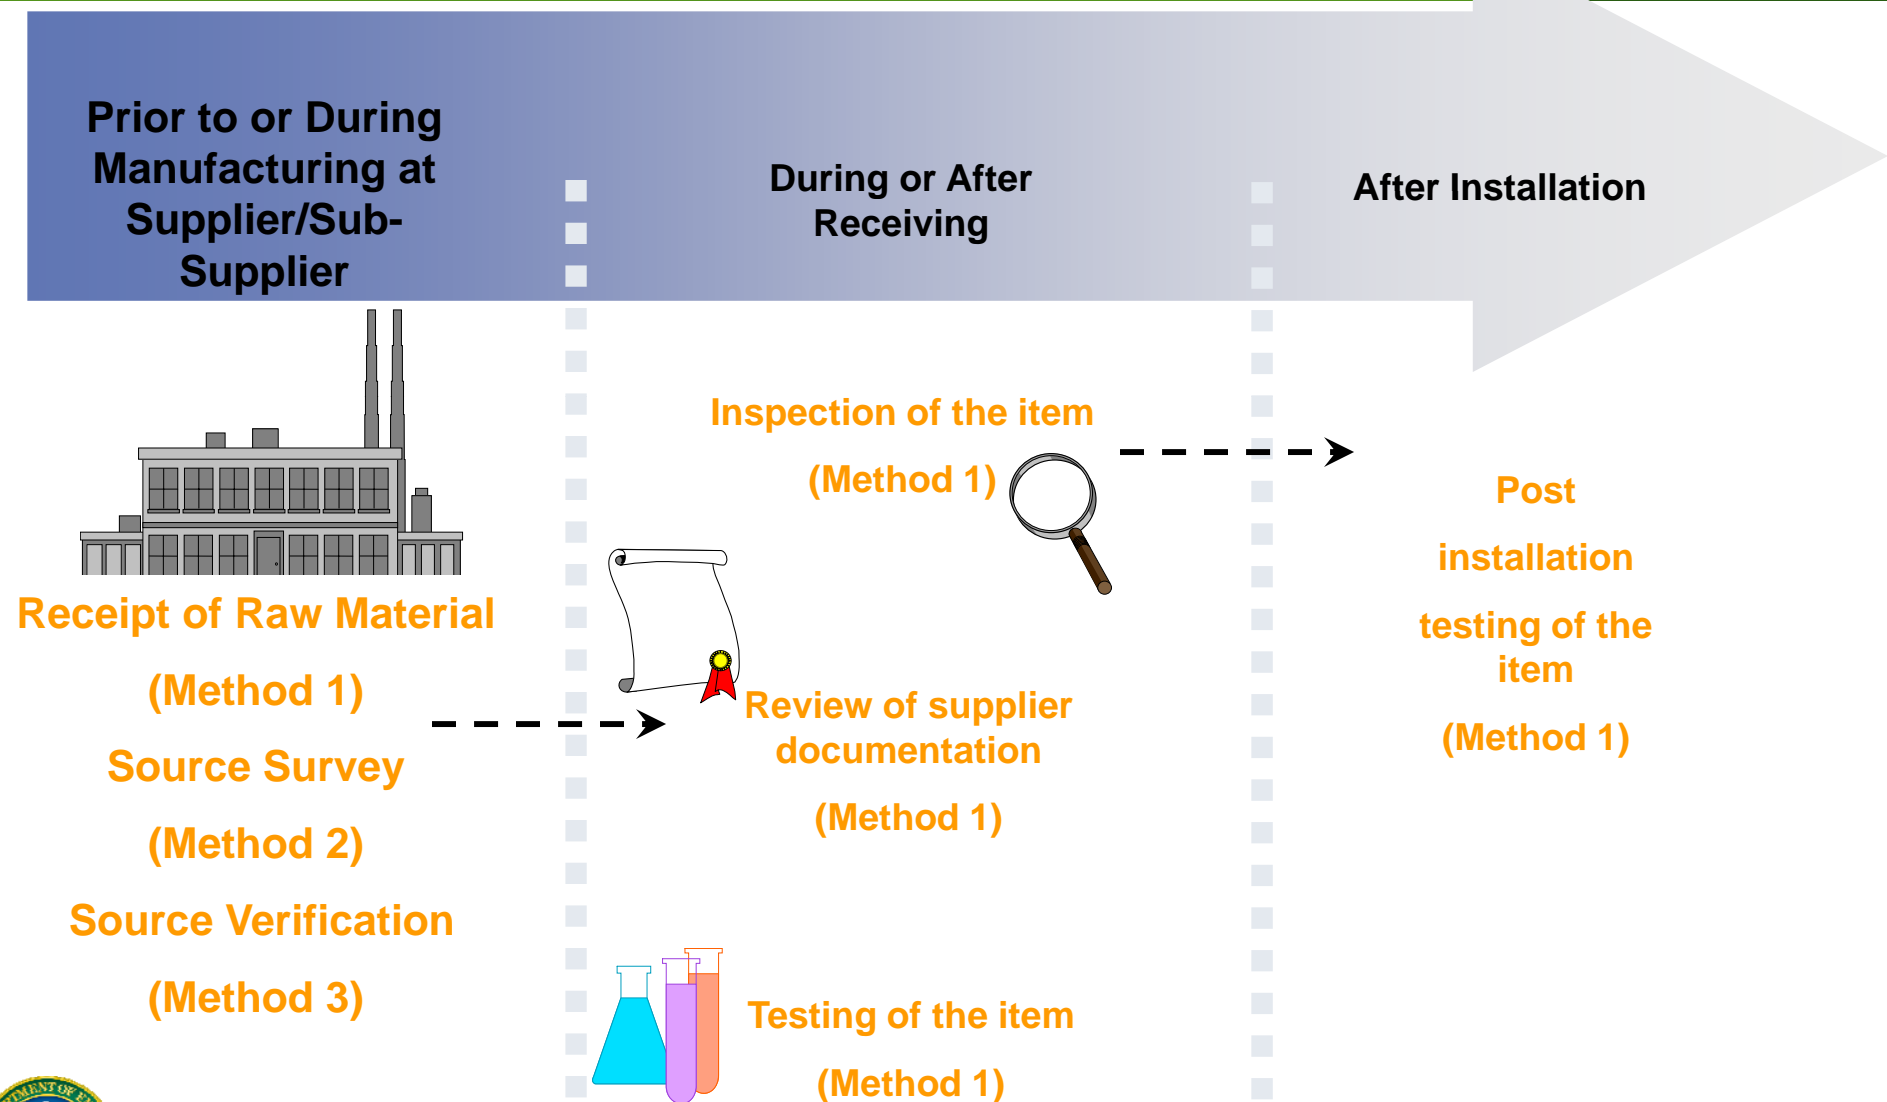 Prior to or During
Manufacturing at
Supplier/Sub-
Supplier
During or After
Receiving
After Installation
Receipt of Raw Material
(Method 1)
Source Survey
(Method 2)
Source Verification
(Method 3)
Inspection of the item
(Method 1)
Review of supplier
documentation
(Method 1)
Testing of the item
(Method 1)
Post
installation
testing of the
item
(Method 1)